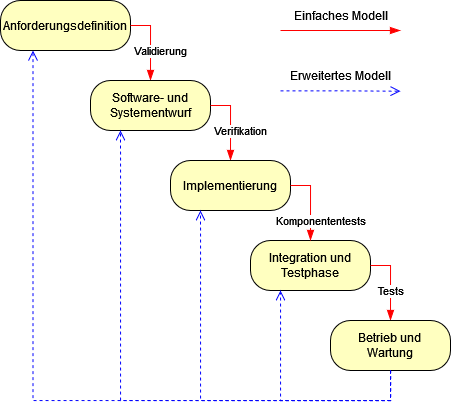 Einfaches Modell
Anforderungsdefinition
Validierung
Erweitertes Modell
Software- und
Systementwurf
Verifikation
Implementierung
Komponententests
Integration und
Testphase
Tests
Betrieb und
Wartung